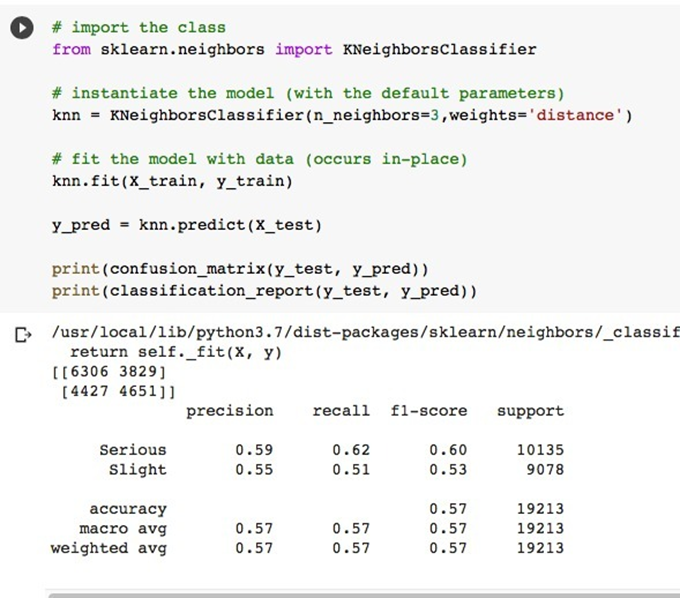 # import the class
from sklearn.neighbors import KNeighborsClassifier
# instantiate the model (with the default parameters)
knn = KNeighborsClassifier(n_neighbors=3,weights='distance')
# fit the model with data (occurs in-place)
knn.fit(X_train, y_train)
y_pred = knn.predict(X_test)
print(confusion_matrix(y_test, y_pred))
print(classification_report(y_test, y_pred))
/usr/local/lib/python3.7/dist-packages/sklearn/neighbors/_classif
return self._fit(X, y)
[[6306 3829]
[4427 4651]]
precision recall f1-score support
Serious 0.59 0.62 0.60 10135
Slight 0.55 0.51 0.53 9078
accuracy 0.57 19213
macro avg 0.57 0.57 0.57 19213
weighted avg 0.57 0.57 0.57 19213